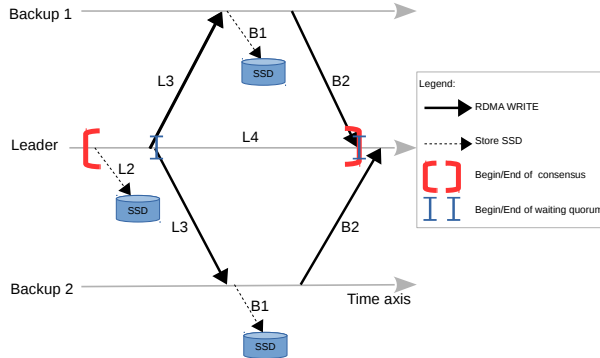 Backup 1
B1
SSD
L3
B2
Legend:
RDMA WRITE
Leader
L4
Store SSD
L2
Begin/End of consensus
SSD
L3
B2
Begin/End of waiting quorum
Backup 2
B1
Time axis
SSD